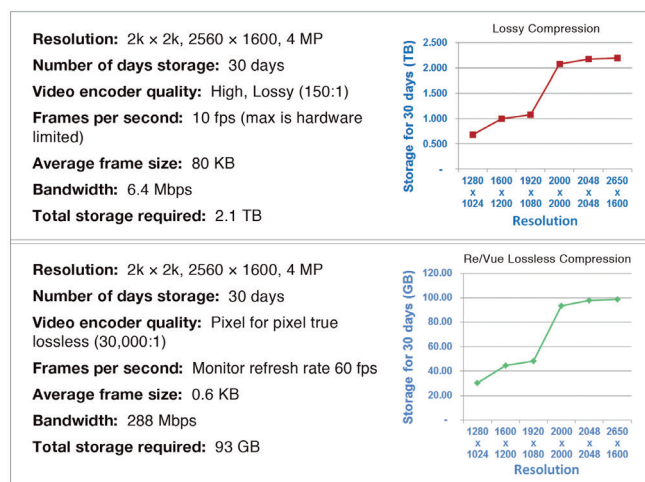 Resolution: 2k × 2k, 2560 × 1600, 4 MP
Number of days storage: 30 days
Video encoder quality: High, Lossy (150:1)
Frames per second: 10 fps (max is hardware
limited)
Average frame size: 80 KB
Bandwidth: 6.4 Mbps
Total storage required: 2.1 TB
Lossy Compression
Storage for 30 days (TB)
2.500
2.000
1.500
1.000
0.500
-
1280 x 1024
1600 x 1200
1920 x 1080
2000 x 2000
2048 x 2048
2650 x 1600
Resolution
Resolution: 2k × 2k, 2560 × 1600, 4 MP
Number of days storage: 30 days
Video encoder quality: Pixel for pixel true
lossless (30,000:1)
Frames per second: Monitor refresh rate 60 fps
Average frame size: 0.6 KB
Bandwidth: 288 Mbps
Total storage required: 93 GB
Re/Vue Lossless Compression
Storage for 30 days (GB)
120.00
100.00
80.00
60.00
40.00
20.00
-
1280 x 1024
1600 x 1200
1920 x 1080
2000 x 2000
2048 x 2048
2650 x 1600
Resolution